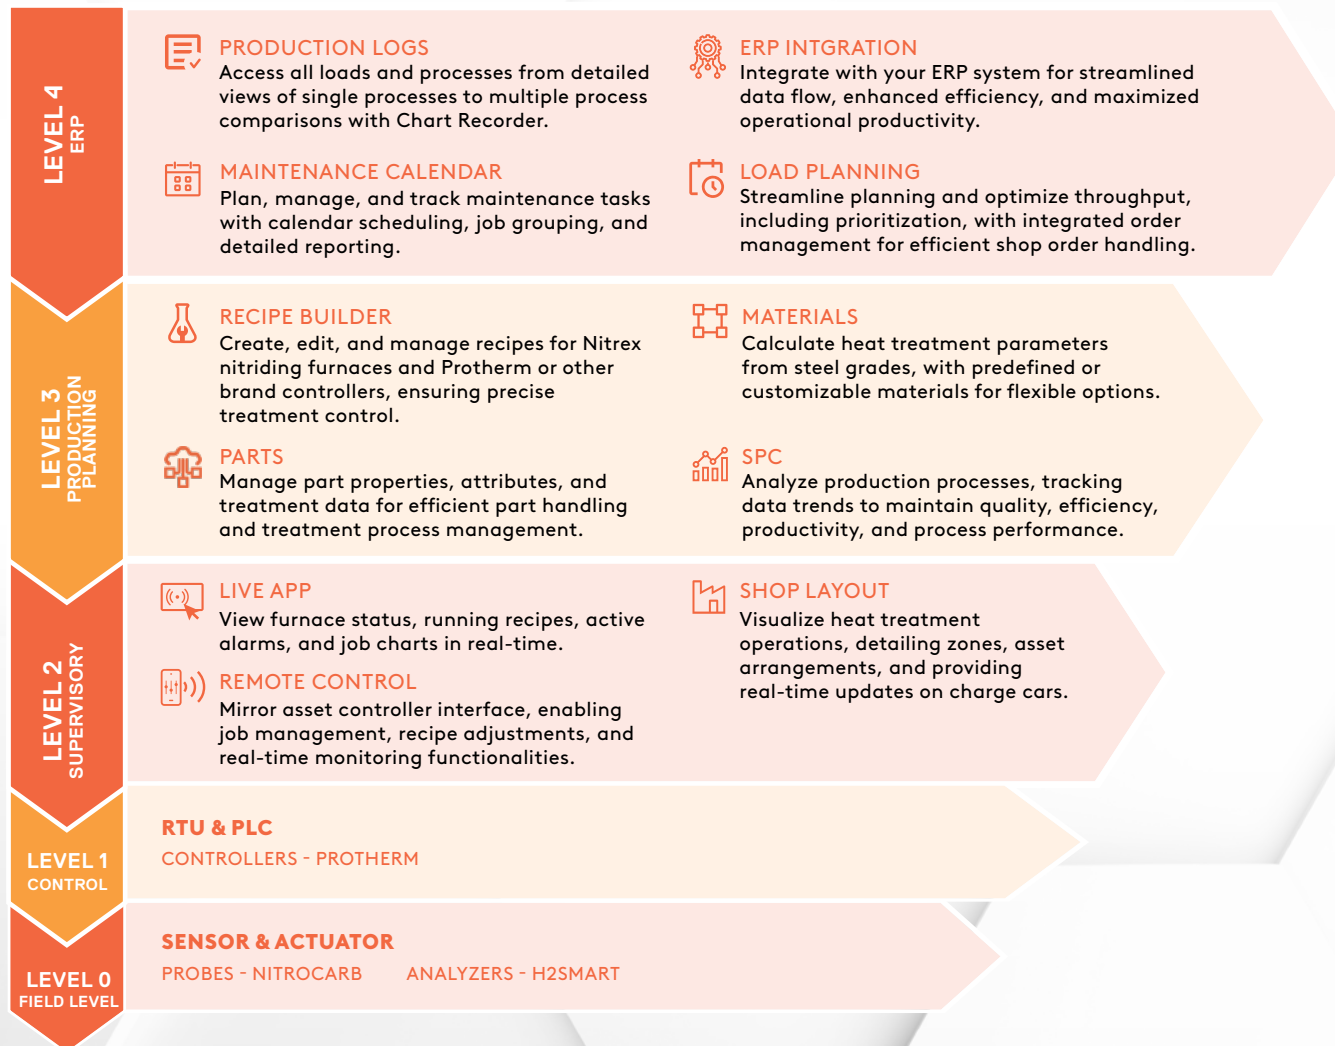 LEVEL 4
ERP
PRODUCTION LOGS
Access all loads and processes from detailed
views of single processes to multiple process
comparisons with Chart Recorder.
ERP INTGRATION
Integrate with your ERP system for streamlined
data flow, enhanced efficiency, and maximized
operational productivity.
MAINTENANCE CALENDAR
Plan, manage, and track maintenance tasks
with calendar scheduling, job grouping, and
detailed reporting.
LOAD PLANNING
Streamline planning and optimize throughput,
including prioritization, with integrated order
management for efficient shop order handling.
LEVEL 3
PRODUCTION
PLANNING
RECIPE BUILDER
Create, edit, and manage recipes for Nitrex
nitriding furnaces and Protherm or other
brand controllers, ensuring precise
treatment control.
MATERIALS
Calculate heat treatment parameters
from steel grades, with predefined or
customizable materials for flexible options.
PARTS
Manage part properties, attributes, and
treatment data for efficient part handling
and treatment process management.
SPC
Analyze production processes, tracking
data trends to maintain quality, efficiency,
productivity, and process performance.
LEVEL 2
SUPERVISORY
LIVE APP
View furnace status, running recipes, active
alarms, and job charts in real-time.
REMOTE CONTROL
Mirror asset controller interface, enabling
job management, recipe adjustments, and
real-time monitoring functionalities.
SHOP LAYOUT
Visualize heat treatment
operations, detailing zones, asset
arrangements, and providing
real-time updates on charge cars.
LEVEL 1
CONTROL
RTU & PLC
CONTROLLERS - PROTHERM
LEVEL 0
FIELD LEVEL
SENSOR & ACTUATOR
PROBES - NITROCARB ANALYZERS - H2SMART